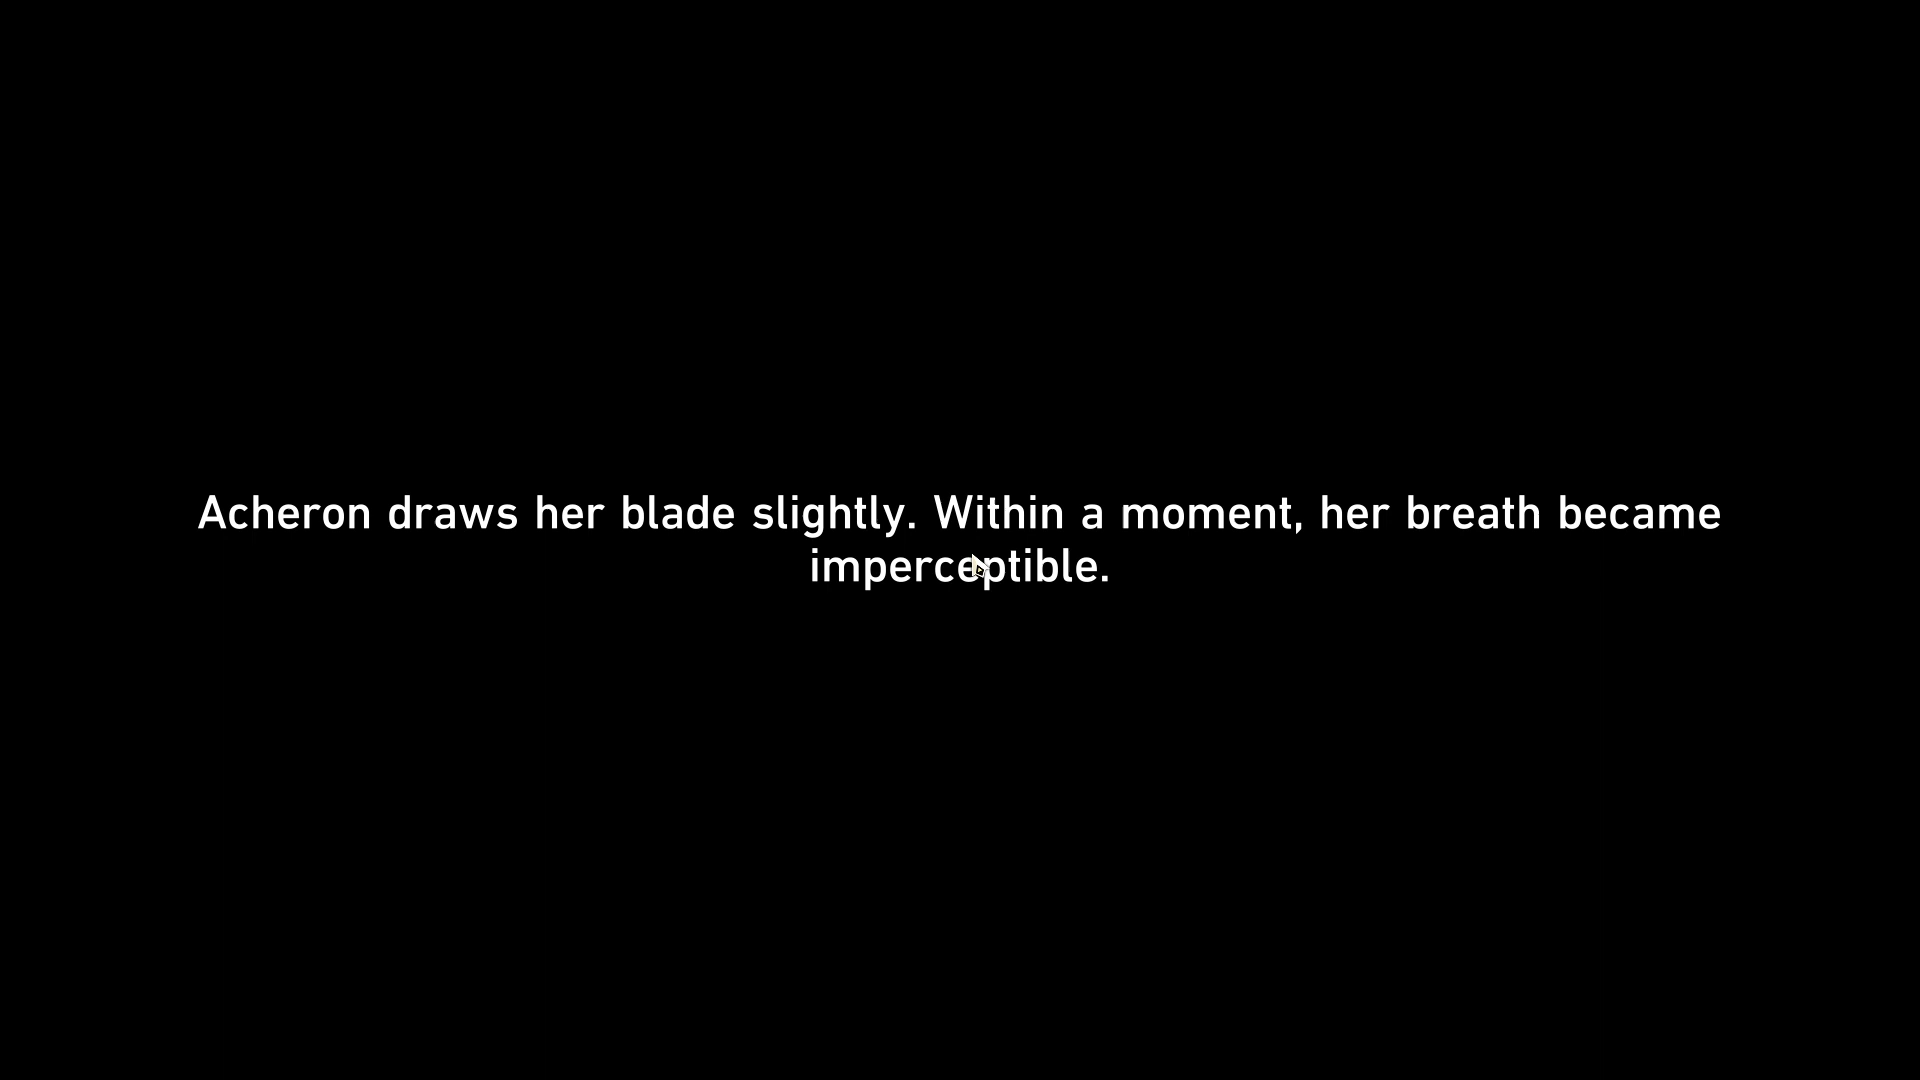 Acheron draws her blade slightly. Within a moment, her breath became
imperceptible.